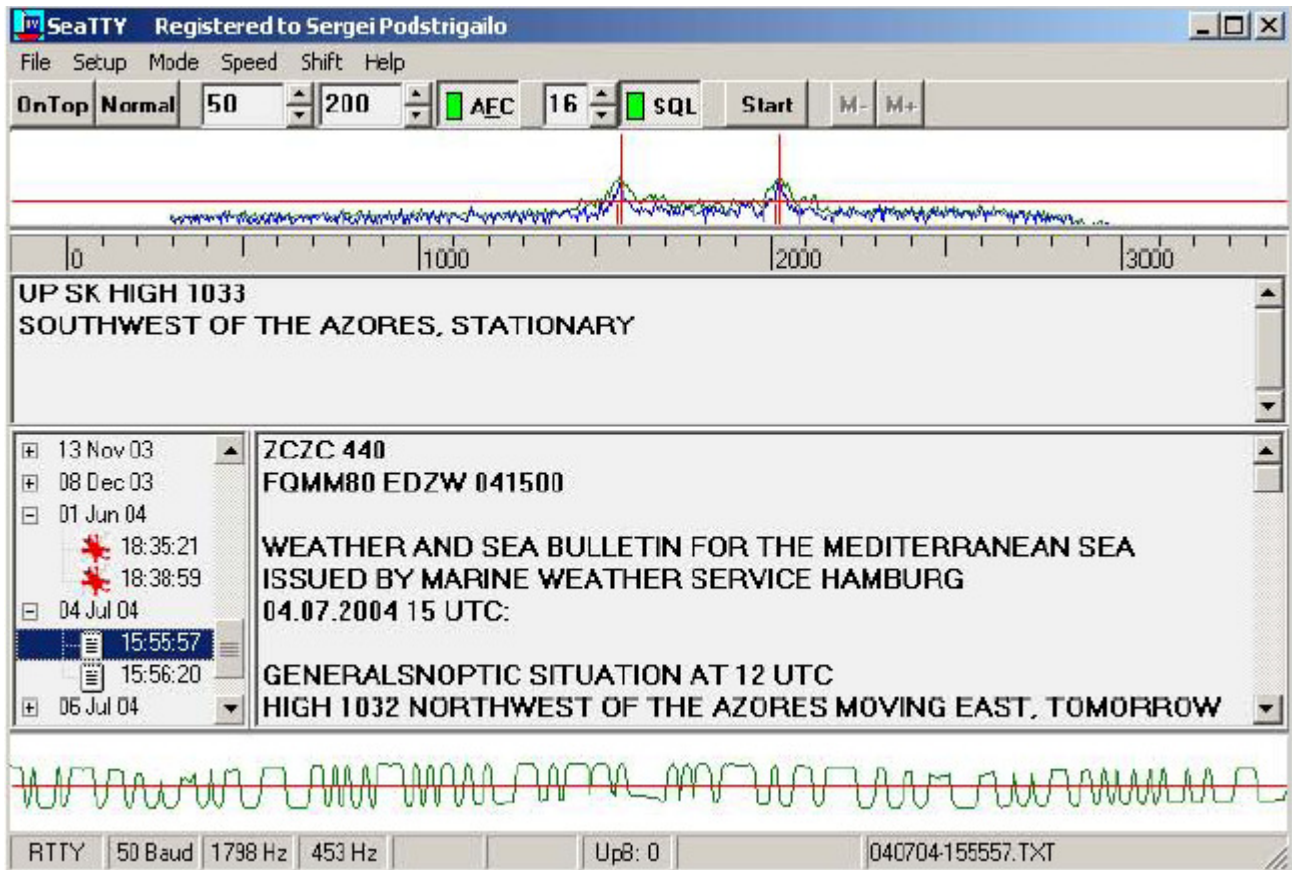 SeaTTY Registered to Sergei Podstrigailo
File Setup Mode Speed Shift Help
OnTop Normal 50 200 AFC 16 SQL Start M- M+
0 1000 2000 3000
UP SK HIGH 1033
SOUTHWEST OF THE AZORES, STATIONARY
13 Nov 03
08 Dec 03
01 Jun 04
18:35:21
18:38:59
04 Jul 04
15:55:57
15:56:20
06 Jul 04
ZCZC 440
FQMM80 EDZW 041500
WEATHER AND SEA BULLETIN FOR THE MEDITERRANEAN SEA
ISSUED BY MARINE WEATHER SERVICE HAMBURG
04.07.2004 15 UTC:
GENERALSNOPTIC SITUATION AT 12 UTC
HIGH 1032 NORTHWEST OF THE AZORES MOVING EAST, TOMORROW
RTTY 50 Baud 1798 Hz 453 Hz Up8: 0 040704-155557.TXT